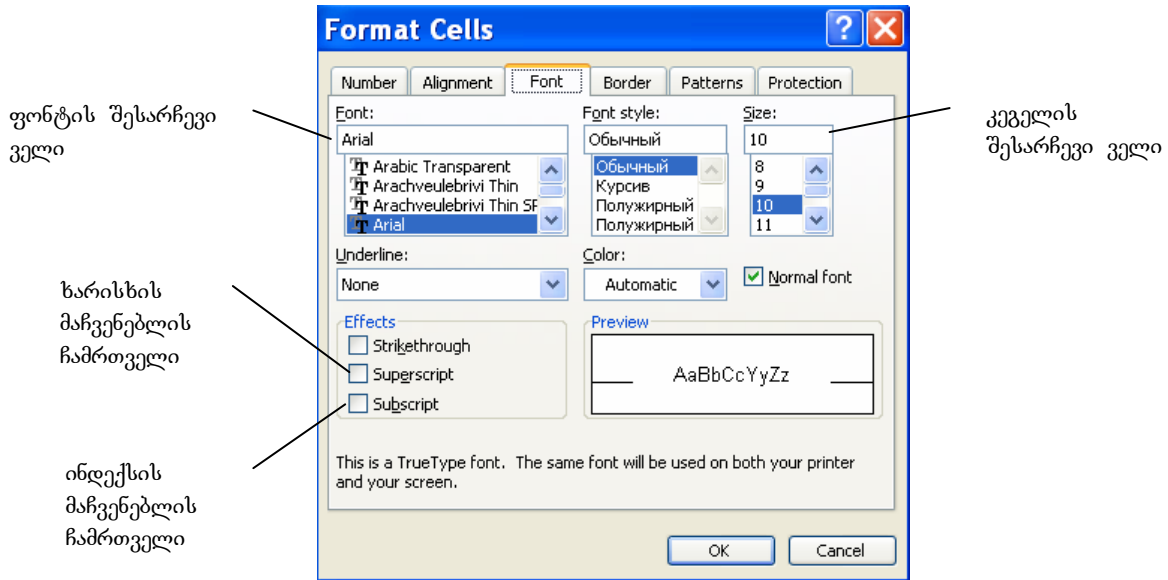 Format Cells
Number Alignment Font Border Patterns Protection
ფონტის შესარჩევი
ველი
Font:
Arial
Arabic Transparent
Arachveulebrivi Thin
Arachveulebrivi Thin SP
Arial
Font style:
Обычный
Обычный
Курсив
Полужирный
Полужирный
Size:
10
8
9
10
11
კეგელის
შესარჩევი ველი
Underline:
None
Color:
Automatic
Normal font
ხარისხის
მაჩვენებლის
ჩამრთველი
Effects
Strikethrough
Superscript
Subscript
Preview
AaBbCcYyZz
ინდექსის
მაჩვენებლის
ჩამრთველი
This is a TrueType font. The same font will be used on both your printer
and your screen.
OK Cancel